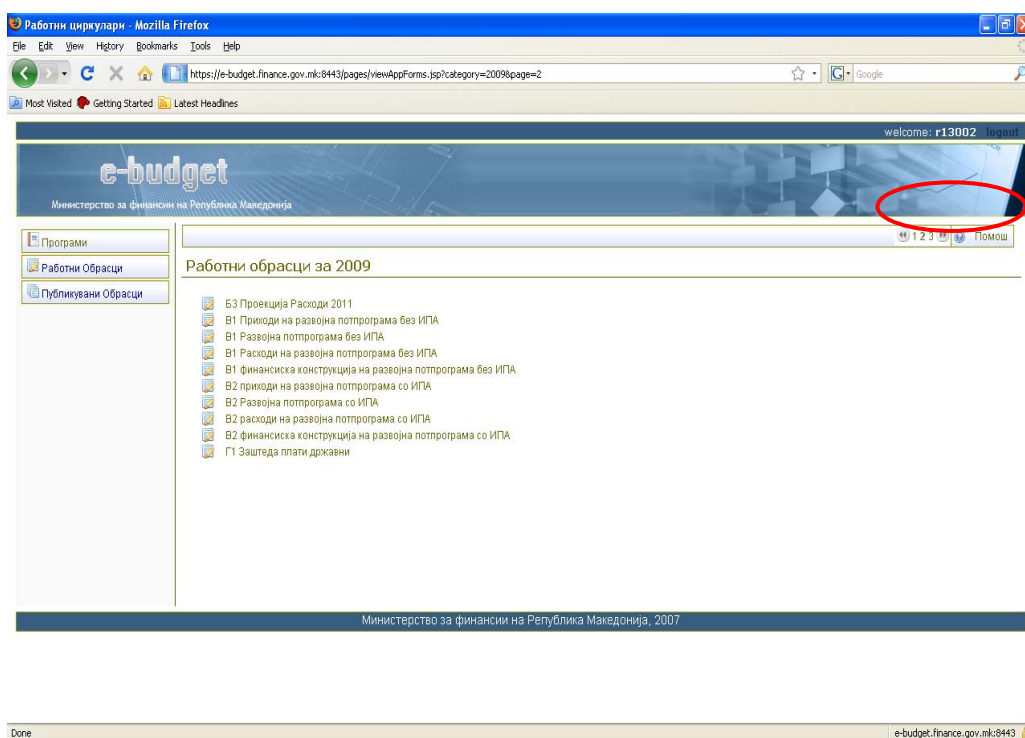 Работни циркулари - Mozilla Firefox
File Edit View History Bookmarks Tools Help
https://e-budget.finance.gov.mk:8443/pages/viewAppForms.jsp?category=2009&page=2
G Google
Most Visited Getting Started Latest Headlines
welcome: r13002 logout
e-budget
Министерство за финансии на Република Македонија
1 2 3 Помош
Програми
Работни Обрасци
Публикувани Обрасци
Работни обрасци за 2009
Б3 Проекција Расходи 2011
В1 Приходи на развојна потпрограма без ИПА
В1 Развојна потпрограма без ИПА
В1 Расходи на развојна потпрограма без ИПА
В1 финансиска конструкција на развојна потпрограма без ИПА
В2 приходи на развојна потпрограма со ИПА
В2 Развојна потпрограма со ИПА
В2 расходи на развојна потпрограма со ИПА
В2 финансиска конструкција на развојна потпрограма со ИПА
Г1 Заштеда плати државни
Министерство за финансии на Република Македонија, 2007
Done
e-budget.finance.gov.mk:8443